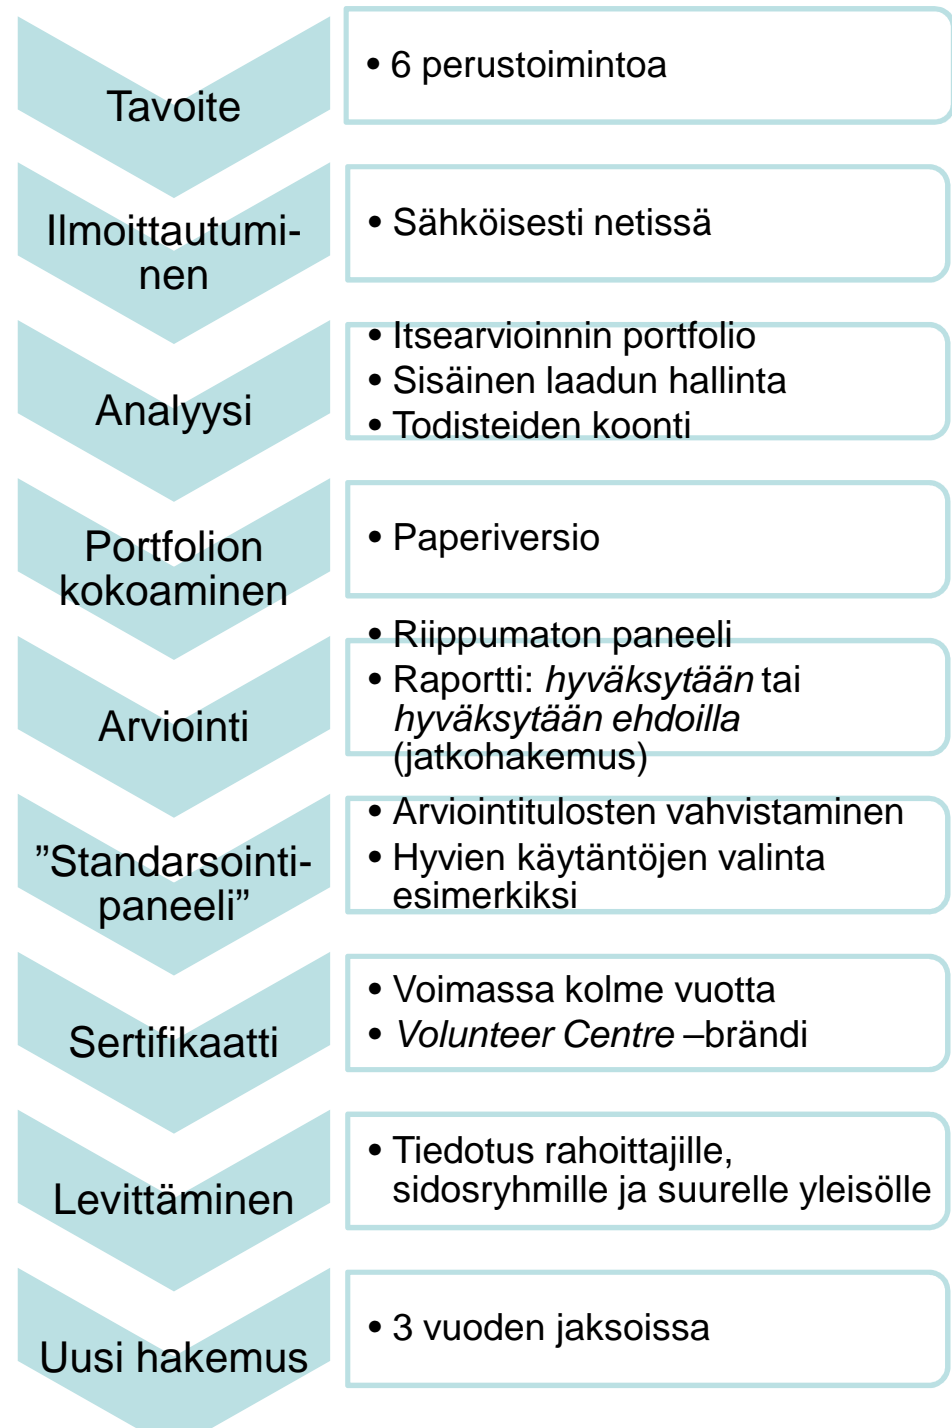 Tavoite
• 6 perustoimintoa
Ilmoittautumi-
nen
• Sähköisesti netissä
Analyysi
• Itsearvioinnin portfolio
• Sisäinen laadun hallinta
• Todisteiden koonti
Portfolion
kokoaminen
• Paperiversio
Arviointi
• Riippumaton paneeli
• Raportti: hyväksytään tai
hyväksytään ehdoilla
(jatkohakemus)
”Standarsointi-
paneeli”
• Arviointitulosten vahvistaminen
• Hyvien käytäntöjen valinta
esimerkiksi
Sertifikaatti
• Voimassa kolme vuotta
• Volunteer Centre –brändi
Levittäminen
• Tiedotus rahoittajille,
sidosryhmille ja suurelle yleisölle
Uusi hakemus
• 3 vuoden jaksoissa